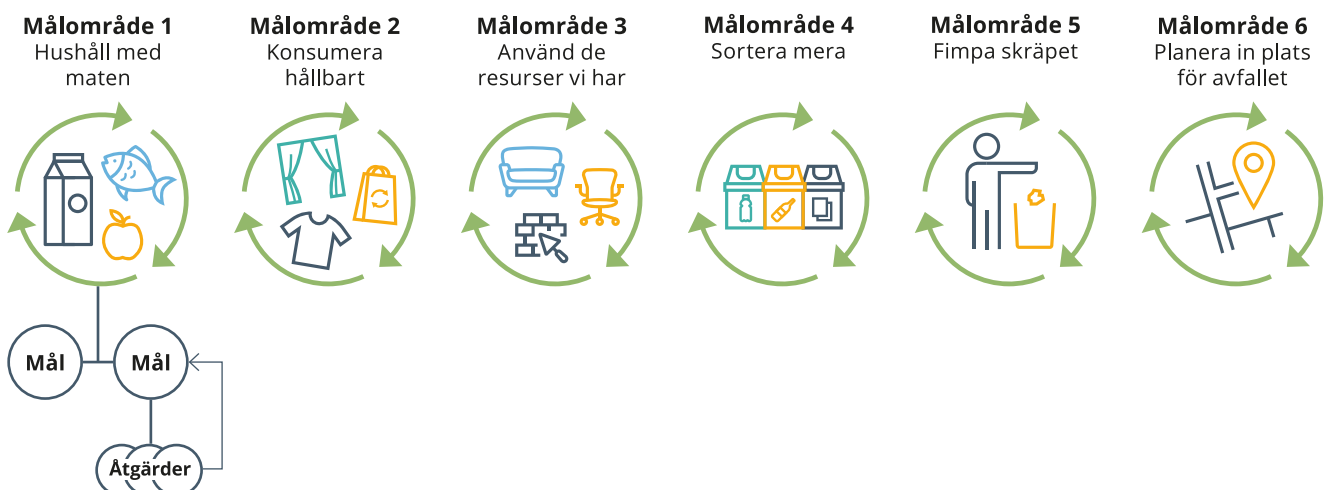 Målområde 1
Hushåll med
maten
Målområde 2
Konsumera
hållbart
Målområde 3
Använd de
resurser vi har
Målområde 4
Sortera mera
Målområde 5
Fimpa skräpet
Målområde 6
Planera in plats
för avfallet
Mål
Mål
Åtgärder